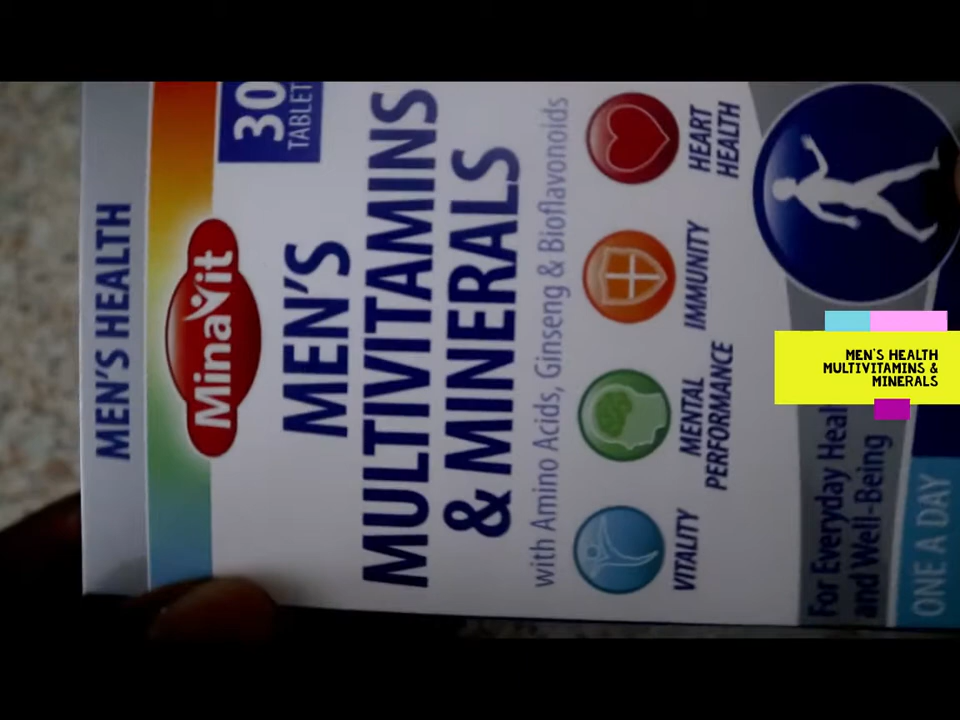 MEN'S HEALTH
MinaVit
30
TABLET
MEN'S
MULTIVITAMINS
& MINERALS
with Amino Acids, Ginseng & Bioflavonoids
VITALITY
MENTAL
PERFORMANCE
IMMUNITY
HEART
HEALTH
For Everyday Heal
and Well-Being
ONE A DAY
MEN'S HEALTH
MULTIVITAMINS &
MINERALS